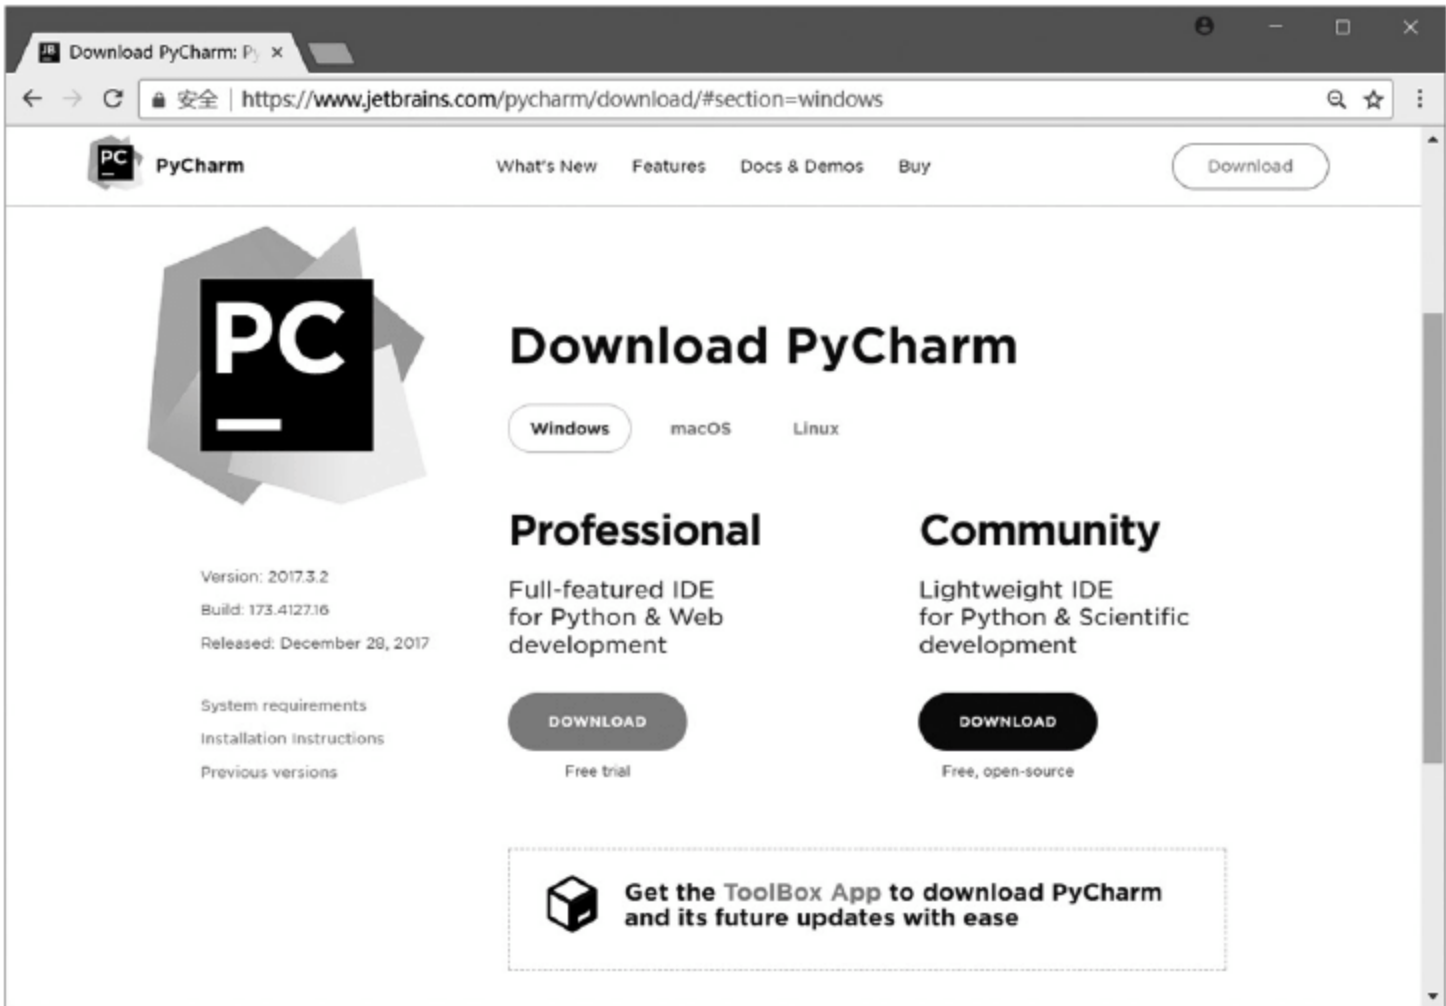 JB
Download PyCharm: Py
安全
https://www.jetbrains.com/pycharm/download/#section=windows
PC
PyCharm
What's New
Features
Docs & Demos
Buy
Download
PC
Download PyCharm
Windows
macOS
Linux
Version: 2017.3.2
Build: 173.4127.16
Released: December 28, 2017
System requirements
Installation Instructions
Previous versions
Professional
Full-featured IDE
for Python & Web
development
DOWNLOAD
Free trial
Community
Lightweight IDE
for Python & Scientific
development
DOWNLOAD
Free, open-source
Get the ToolBox App to download PyCharm
and its future updates with ease